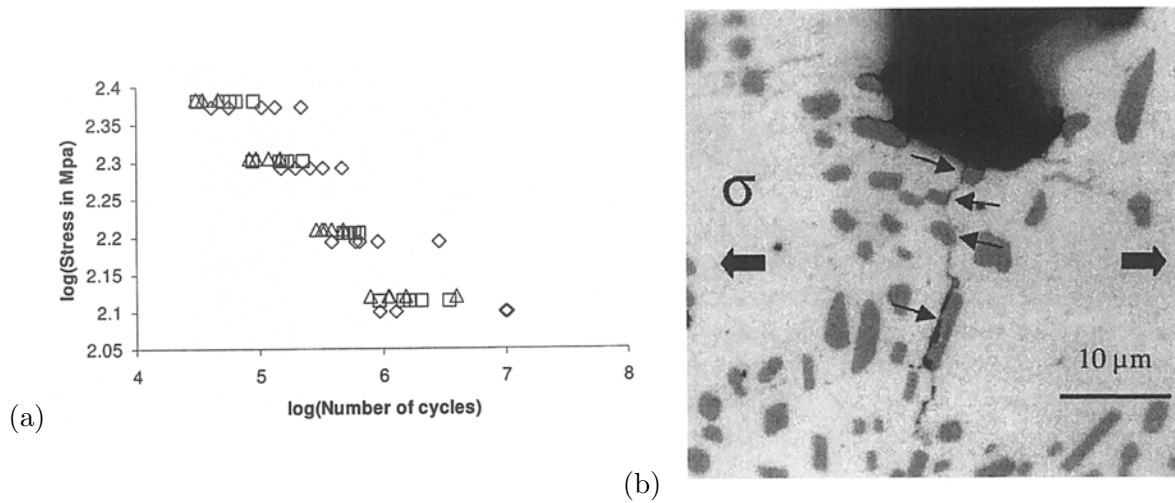 2.4
2.35
2.3
2.25
2.2
2.15
2.1
2.05
log(Stress in Mpa)
4 5 6 7 8
log(Number of cycles)
(a)
σ
10 μm
(b)